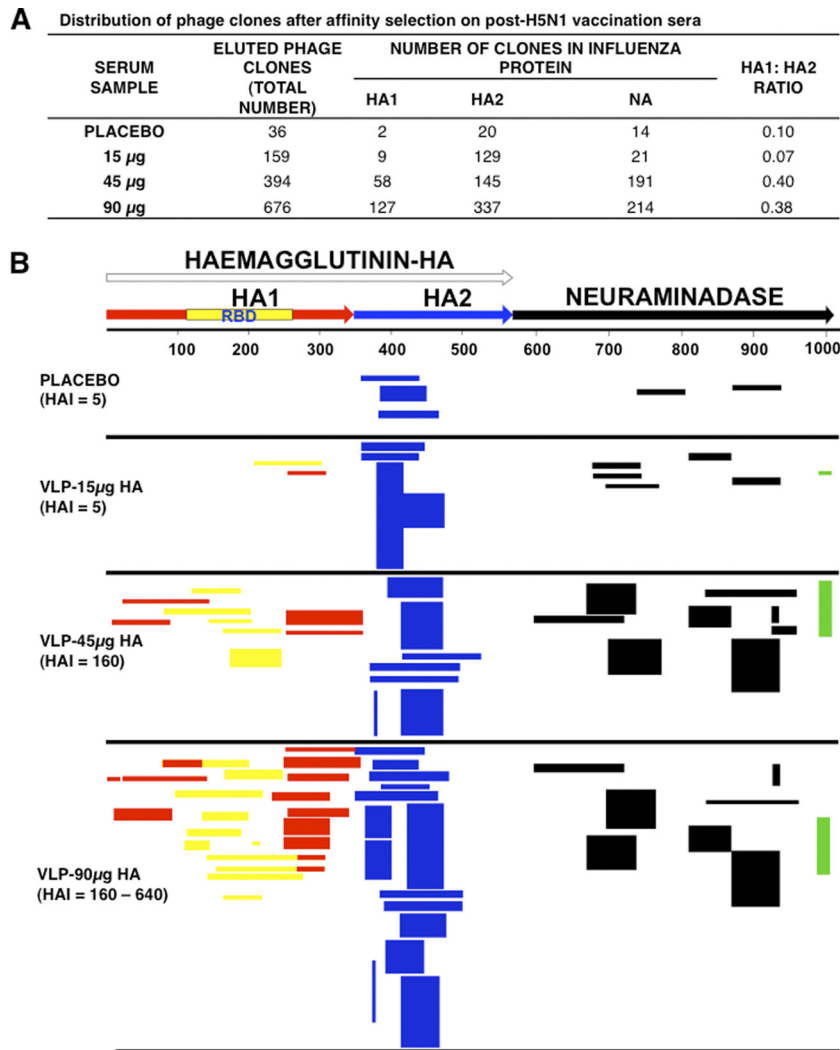 A Distribution of phage clones after affinity selection on post-H5N1 vaccination sera
SERUM SAMPLE ELUTED PHAGE CLONES (TOTAL NUMBER) NUMBER OF CLONES IN INFLUENZA PROTEIN HA1: HA2 RATIO
HA1 HA2 NA
PLACEBO 36 2 20 14 0.10
15 µg 159 9 129 21 0.07
45 µg 394 58 145 191 0.40
90 µg 676 127 337 214 0.38
B
HAEMAGGLUTININ-HA
HA1 HA2 NEURAMINADASE
RBD
100 200 300 400 500 600 700 800 900 1000
PLACEBO
(HAI = 5)
VLP-15µg HA
(HAI = 5)
VLP-45µg HA
(HAI = 160)
VLP-90µg HA
(HAI = 160 – 640)